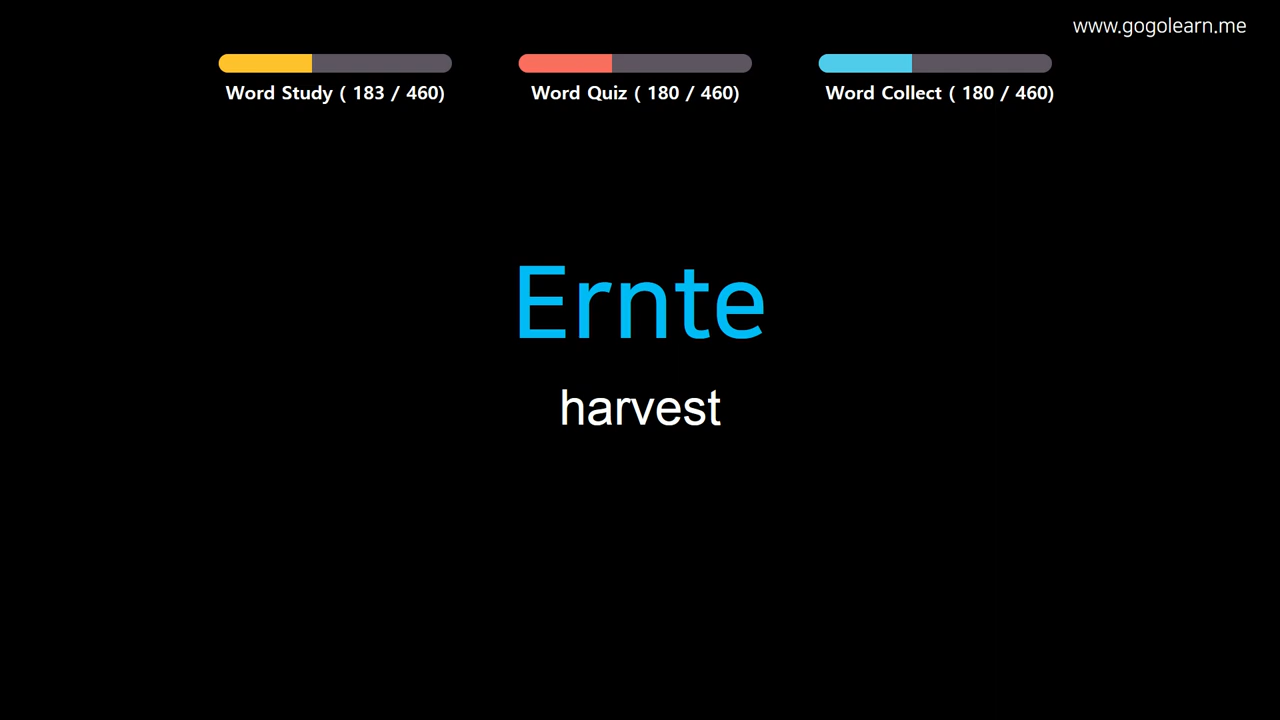 www.gogolearn.me
Word Study ( 183 / 460)
Word Quiz ( 180 / 460)
Word Collect ( 180 / 460)
Ernte
harvest